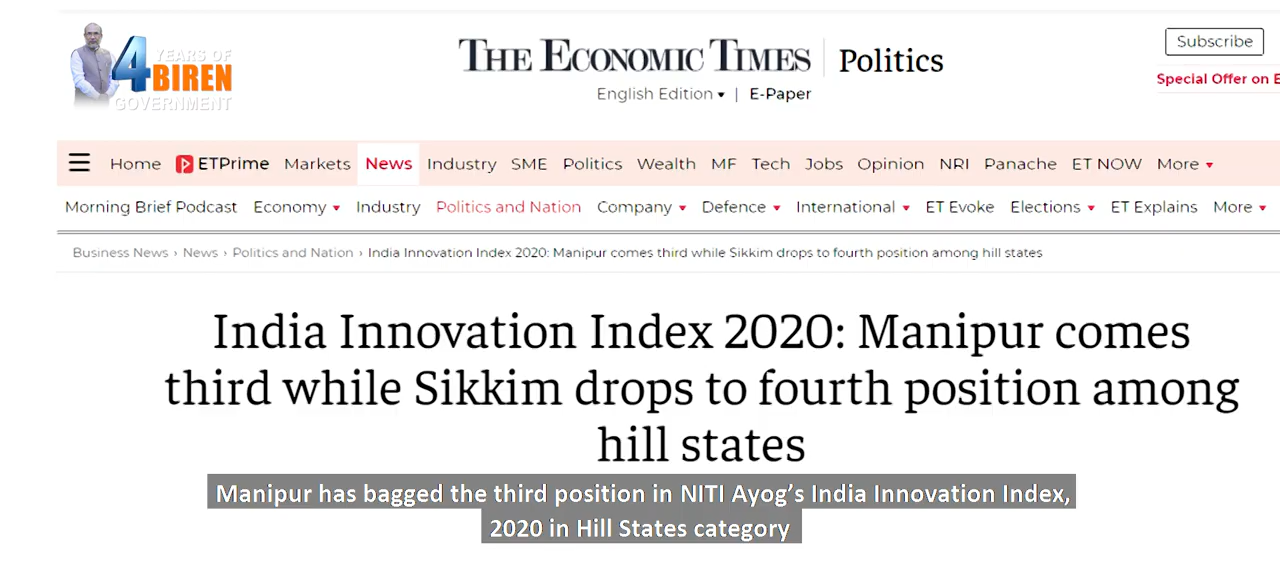 4 YEARS OF
BIREN
GOVERNMENT
THE ECONOMIC TIMES | Politics
English Edition | E-Paper
Subscribe
Special Offer on E
Home ETPrime Markets News Industry SME Politics Wealth MF Tech Jobs Opinion NRI Panache ET NOW More
Morning Brief Podcast Economy Industry Politics and Nation Company Defence International ET Evoke Elections ET Explains More
Business News › News › Politics and Nation › India Innovation Index 2020: Manipur comes third while Sikkim drops to fourth position among hill states
India Innovation Index 2020: Manipur comes
third while Sikkim drops to fourth position among
hill states
Manipur has bagged the third position in NITI Ayog’s India Innovation Index,
2020 in Hill States category